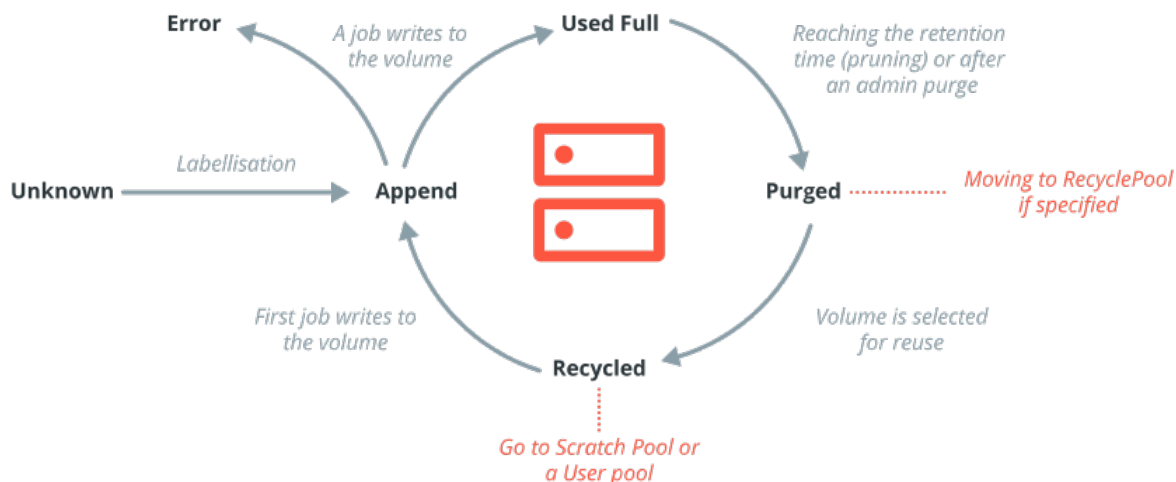 Error
A job writes to
the volume
Used Full
Reaching the retention
time (pruning) or after
an admin purge
Labellisation
Unknown
Append
Purged
Moving to RecyclePool
if specified
First job writes to
the volume
Volume is selected
for reuse
Recycled
Go to Scratch Pool or
a User pool